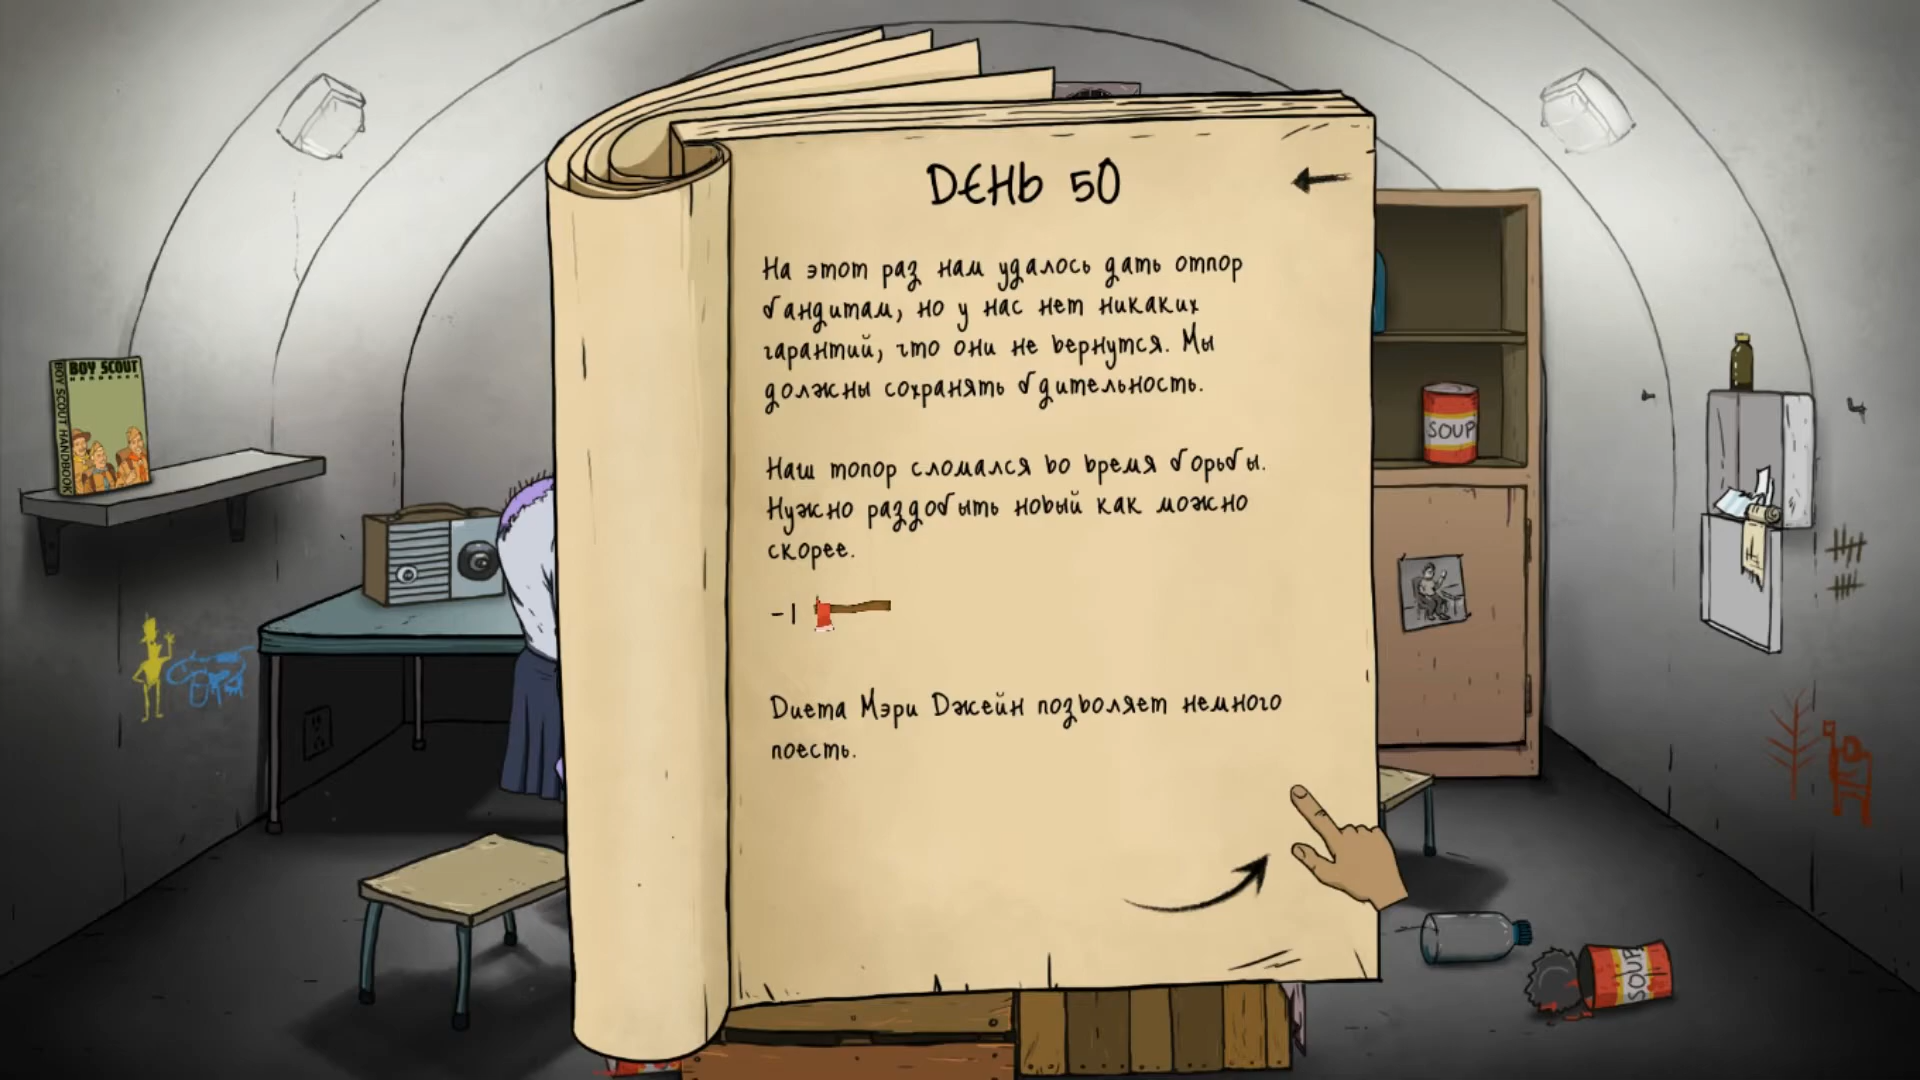 BOY SCOUT
HANDBOOK
BOY SCOUT HANDBOOK
ДЕНЬ 50
На этот раз нам удалось дать отпор
бандитам, но у нас нет никаких
гарантий, что они не вернутся. Мы
должны сохранять бдительность.
Наш топор сломался во время борьбы.
Нужно раздобыть новый как можно
скорее.
-1
Диета Мэри Джейн позволяет немного
поесть.
SOUP
SOUP